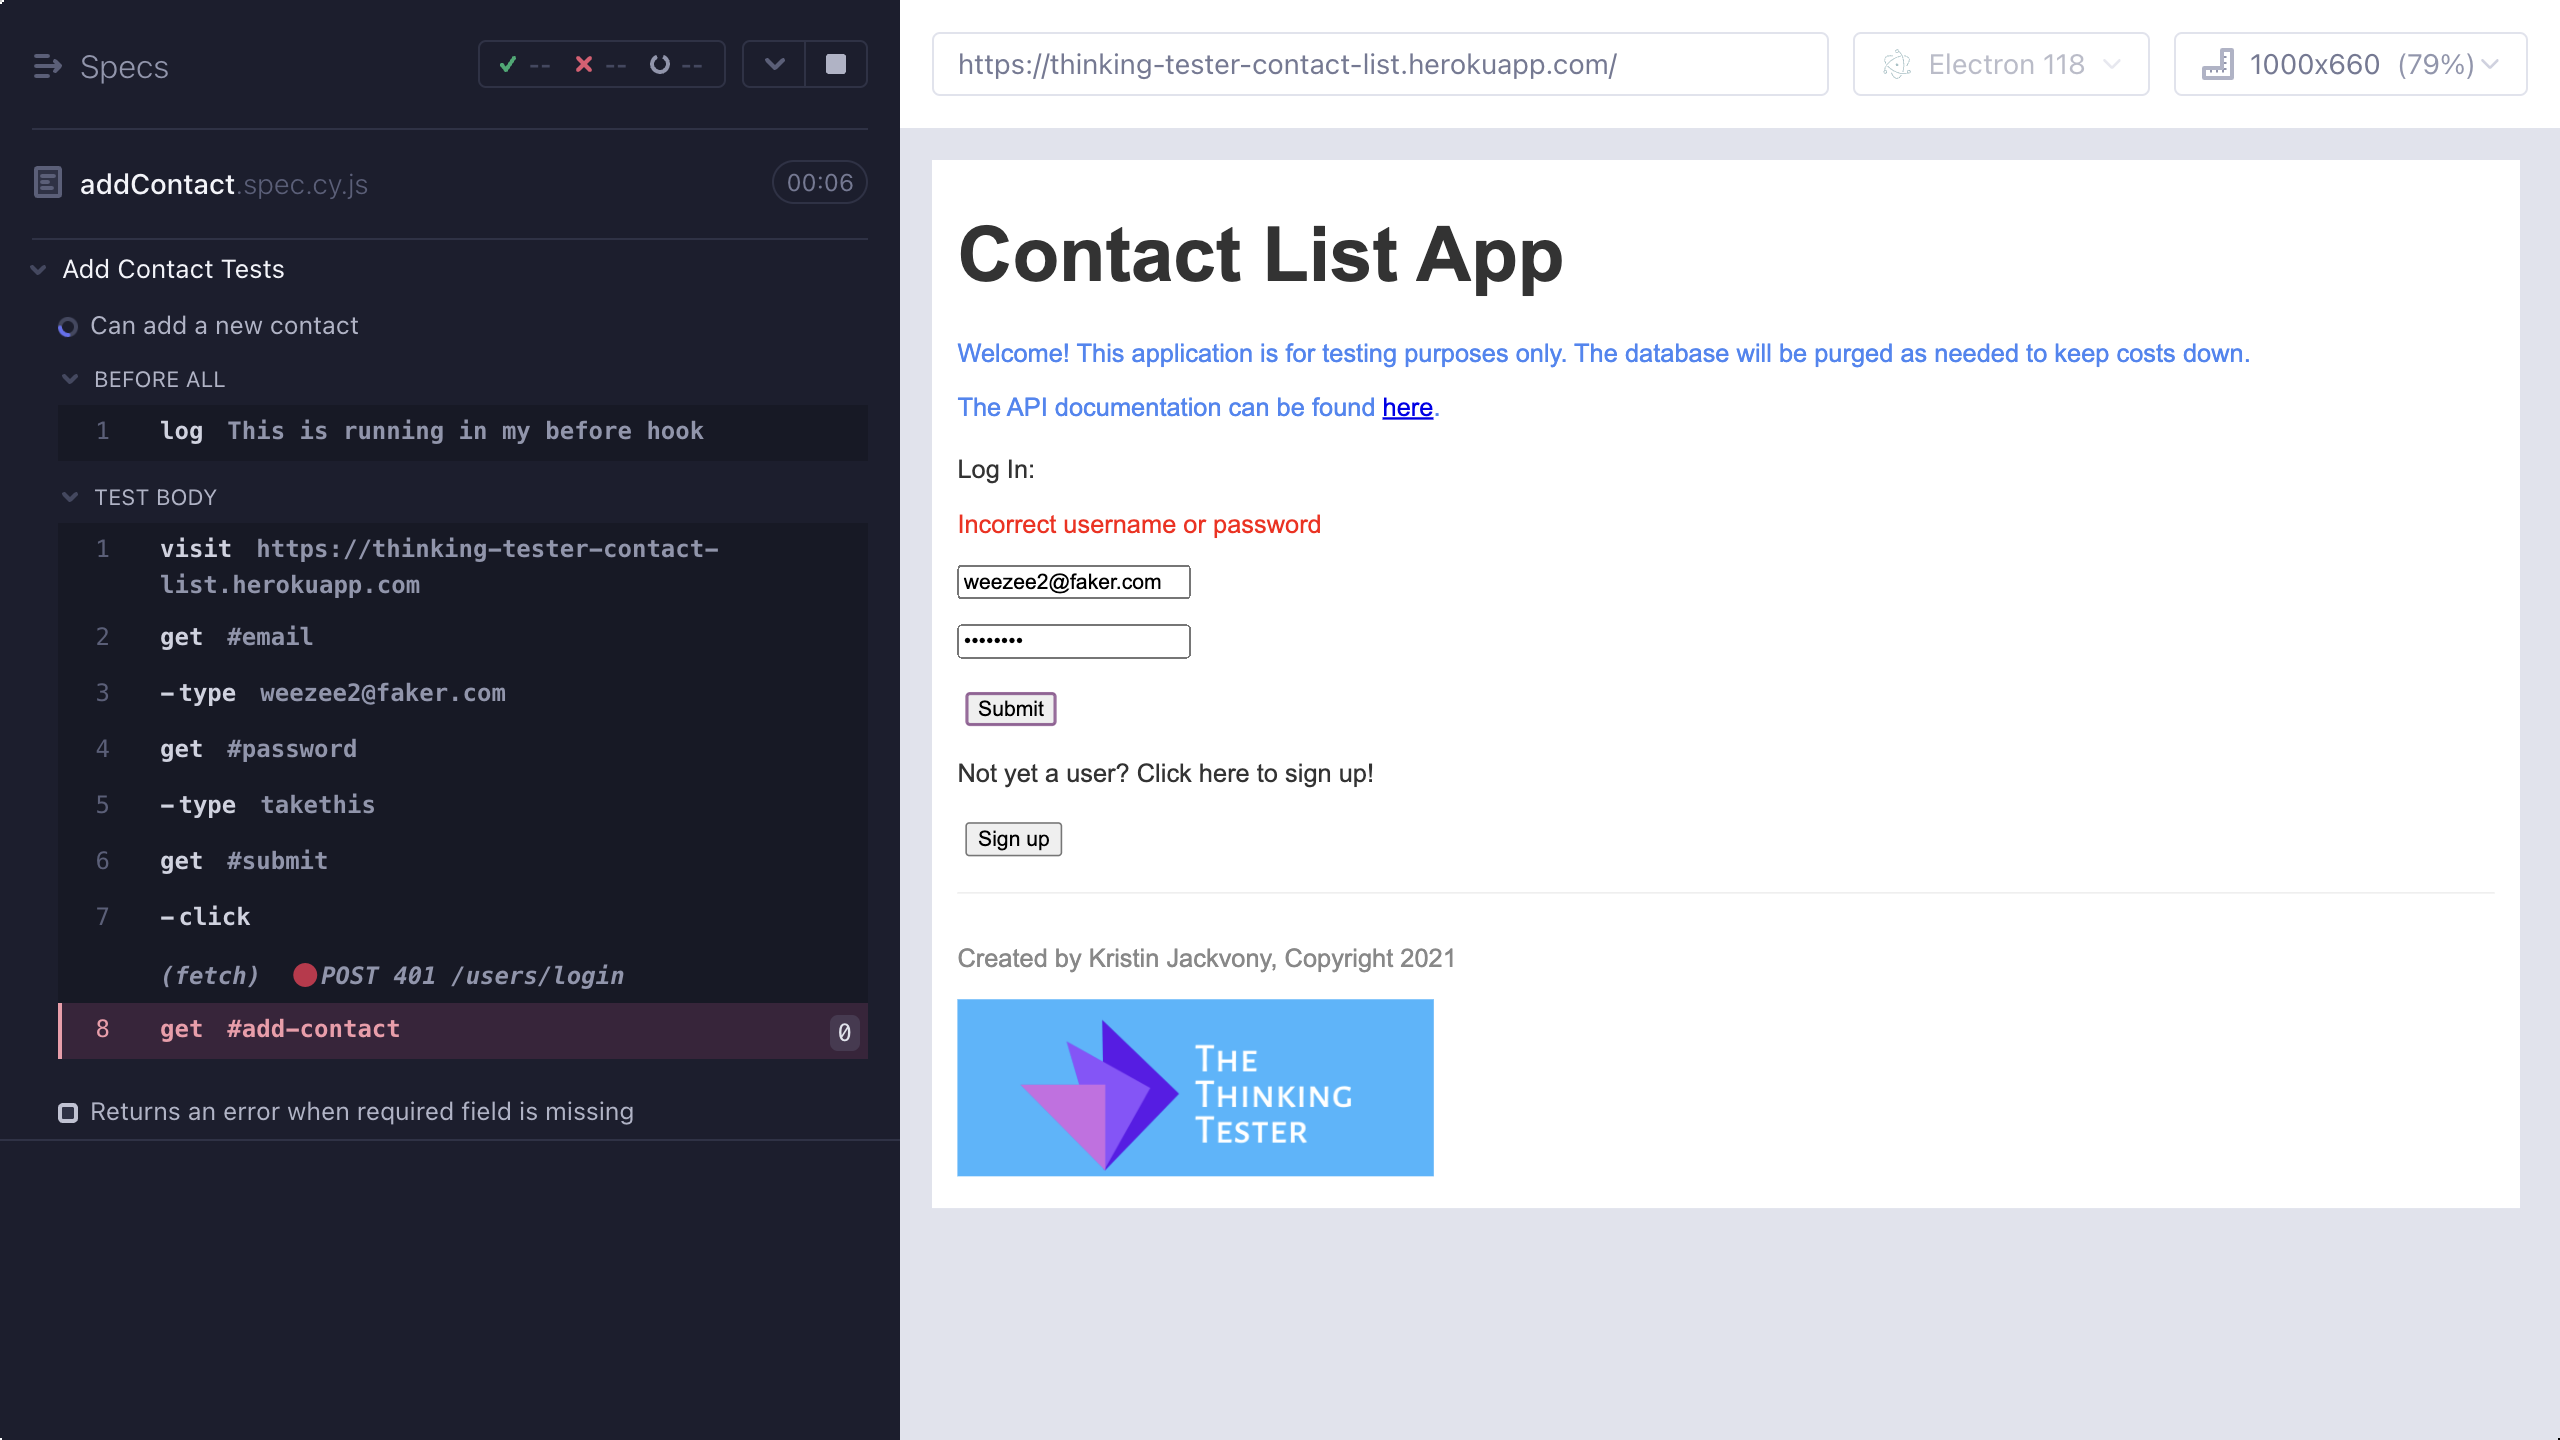 Specs
-- -- --
addContact.spec.cy.js
00:06
Add Contact Tests
Can add a new contact
BEFORE ALL
1 log This is running in my before hook
TEST BODY
1 visit https://thinking-tester-contact-
list.herokuapp.com
2 get #email
3 -type weezee2@faker.com
4 get #password
5 -type takethis
6 get #submit
7 -click
(fetch) POST 401 /users/login
8 get #add-contact 0
Returns an error when required field is missing
https://thinking-tester-contact-list.herokuapp.com/
Electron 118
1000x660 (79%)
Contact List App
Welcome! This application is for testing purposes only. The database will be purged as needed to keep costs down.
The API documentation can be found here.
Log In:
Incorrect username or password
weezee2@faker.com
••••••••
Submit
Not yet a user? Click here to sign up!
Sign up
Created by Kristin Jackvony, Copyright 2021
THE
THINKING
TESTER